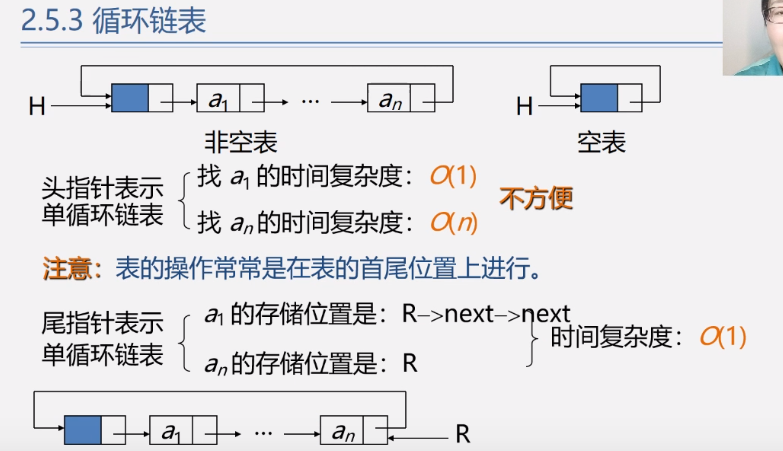 2.5.3 循环链表
H a1 ... an
H
非空表 空表
头指针表示
单循环链表
找 a1 的时间复杂度：O(1)
找 an的时间复杂度：O(n)
不方便
注意：表的操作常常是在表的首尾位置上进行。
尾指针表示
单循环链表
a1 的存储位置是：R->next->next
an 的存储位置是：R
时间复杂度：O(1)
a1 ... an R